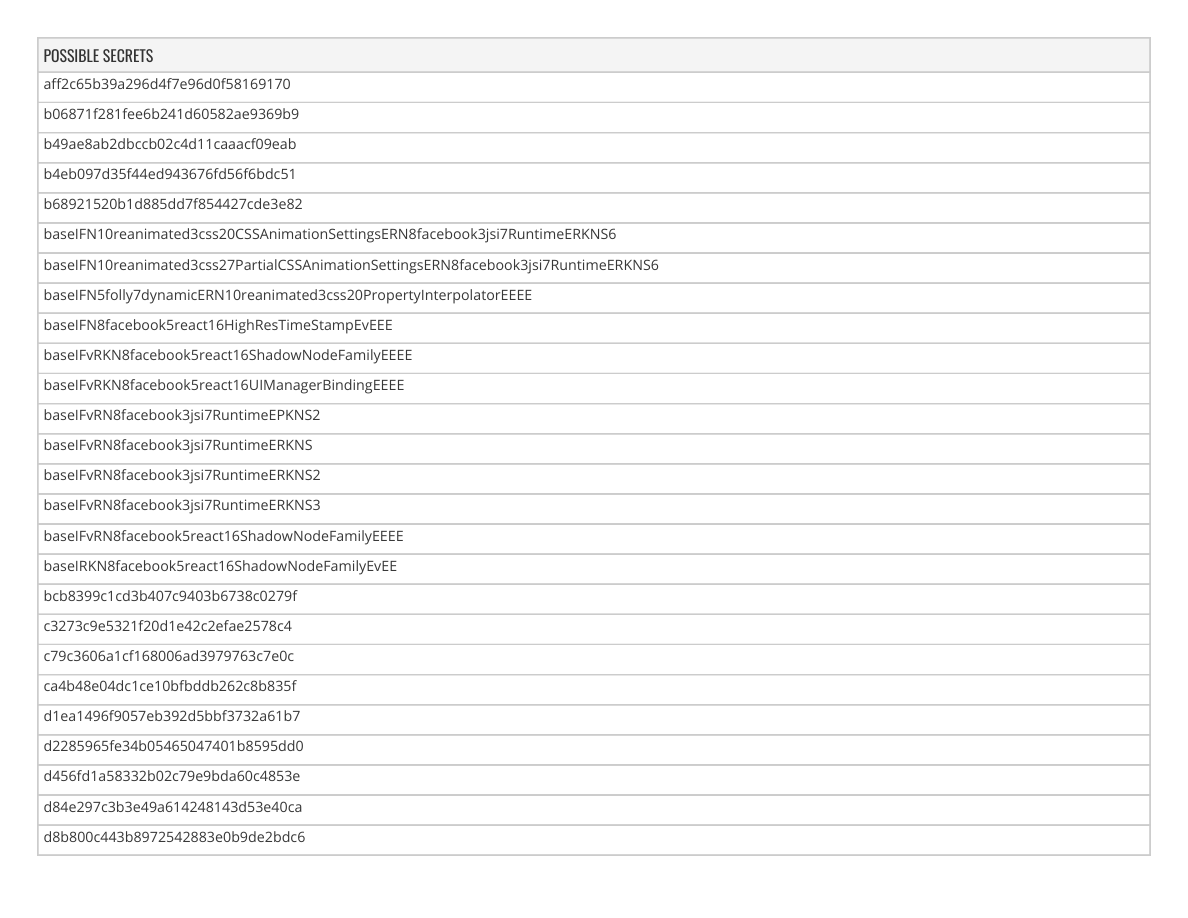 POSSIBLE SECRETS
aff2c65b39a296d4f7e96d0f58169170
b06871f281fee6b241d60582ae9369b9
b49ae8ab2dbccb02c4d11caaacf09eab
b4eb097d35f44ed943676fd56f6bdc51
b68921520b1d885dd7f854427cde3e82
baseIFN10reanimated3css20CSSAnimationSettingsERN8facebook3jsi7RuntimeERKNS6
baseIFN10reanimated3css27PartialCSSAnimationSettingsERN8facebook3jsi7RuntimeERKNS6
baseIFN5folly7dynamicERN10reanimated3css20PropertyInterpolatorEEEE
baseIFN8facebook5react16HighResTimeStampEvEEE
baseIFvRKN8facebook5react16ShadowNodeFamilyEEEE
baseIFvRKN8facebook5react16UIManagerBindingEEEE
baseIFvRN8facebook3jsi7RuntimeEPKNS2
baseIFvRN8facebook3jsi7RuntimeERKNS
baseIFvRN8facebook3jsi7RuntimeERKNS2
baseIFvRN8facebook3jsi7RuntimeERKNS3
baseIFvRN8facebook5react16ShadowNodeFamilyEEEE
baseIRKN8facebook5react16ShadowNodeFamilyEvEE
bcb8399c1cd3b407c9403b6738c0279f
c3273c9e5321f20d1e42c2efae2578c4
c79c3606a1cf168006ad3979763c7e0c
ca4b48e04dc1ce10bfbddb262c8b835f
d1ea1496f9057eb392d5bbf3732a61b7
d2285965fe34b05465047401b8595dd0
d456fd1a58332b02c79e9bda60c4853e
d84e297c3b3e49a614248143d53e40ca
d8b800c443b8972542883e0b9de2bdc6